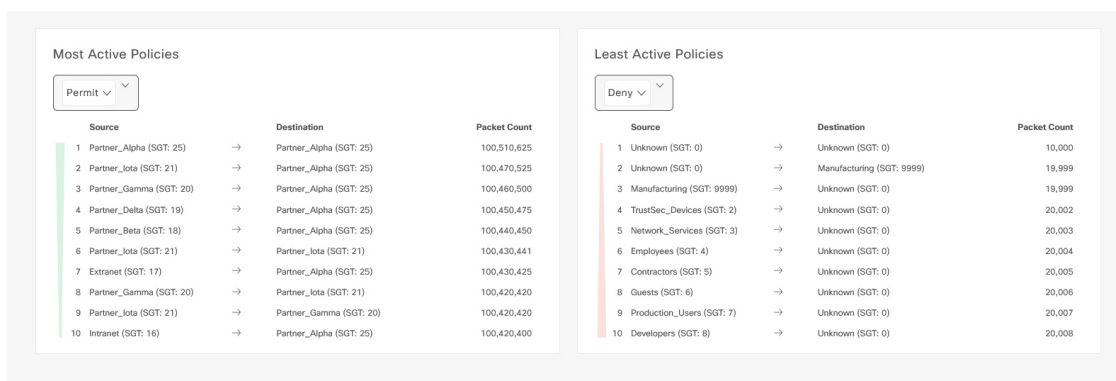 Most Active Policies
Permit
Source Destination Packet Count
1 Partner_Alpha (SGT: 25) → Partner_Alpha (SGT: 25) 100,510,625
2 Partner_Iota (SGT: 21) → Partner_Alpha (SGT: 25) 100,470,525
3 Partner_Gamma (SGT: 20) → Partner_Alpha (SGT: 25) 100,460,500
4 Partner_Delta (SGT: 19) → Partner_Alpha (SGT: 25) 100,450,475
5 Partner_Beta (SGT: 18) → Partner_Alpha (SGT: 25) 100,440,450
6 Partner_Iota (SGT: 21) → Partner_Iota (SGT: 21) 100,430,441
7 Extranet (SGT: 17) → Partner_Alpha (SGT: 25) 100,430,425
8 Partner_Gamma (SGT: 20) → Partner_Iota (SGT: 21) 100,420,420
9 Partner_Iota (SGT: 21) → Partner_Gamma (SGT: 20) 100,420,420
10 Intranet (SGT: 16) → Partner_Alpha (SGT: 25) 100,420,400
Least Active Policies
Deny
Source Destination Packet Count
1 Unknown (SGT: 0) → Unknown (SGT: 0) 10,000
2 Unknown (SGT: 0) → Manufacturing (SGT: 9999) 19,999
3 Manufacturing (SGT: 9999) → Unknown (SGT: 0) 19,999
4 TrustSec_Devices (SGT: 2) → Unknown (SGT: 0) 20,002
5 Network_Services (SGT: 3) → Unknown (SGT: 0) 20,003
6 Employees (SGT: 4) → Unknown (SGT: 0) 20,004
7 Contractors (SGT: 5) → Unknown (SGT: 0) 20,005
8 Guests (SGT: 6) → Unknown (SGT: 0) 20,006
9 Production_Users (SGT: 7) → Unknown (SGT: 0) 20,007
10 Developers (SGT: 8) → Unknown (SGT: 0) 20,008